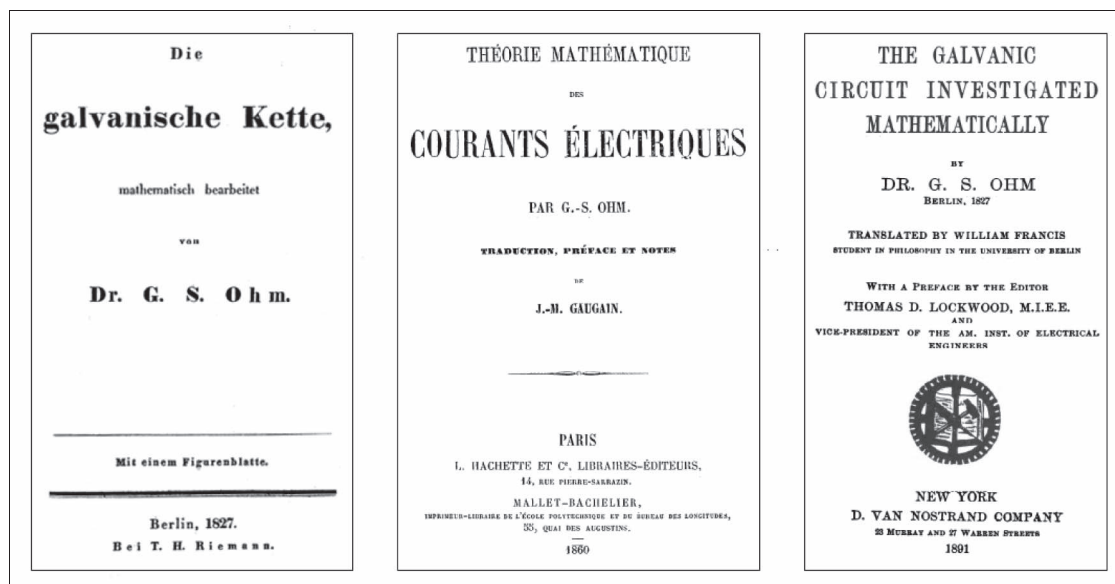 Die
galvanische Kette,
mathematisch bearbeitet
von
Dr. G. S. Ohm.
Mit einem Figurenblatte.
Berlin, 1827.
Bei T. H. Riemann.
THÉORIE MATHÉMATIQUE
DES
COURANTS ÉLECTRIQUES
PAR G.-S. OHM.
TRADUCTION, PRÉFACE ET NOTES
DE
J.-M. GAUGAIN.
PARIS
L. HACHETTE ET Cⁱᵉ, LIBRAIRES-ÉDITEURS,
14, RUE PIERRE-SARRAZIN.
MALLET-BACHELIER,
IMPRIMEUR-LIBRAIRE DE L'ÉCOLE POLYTECHNIQUE ET DU BUREAU DES LONGITUDES,
55, QUAI DES AUGUSTINS.
1860
THE GALVANIC
CIRCUIT INVESTIGATED
MATHEMATICALLY
BY
DR. G. S. OHM
BERLIN, 1827
TRANSLATED BY WILLIAM FRANCIS
STUDENT IN PHILOSOPHY IN THE UNIVERSITY OF BERLIN
WITH A PREFACE BY THE EDITOR
THOMAS D. LOCKWOOD, M.I.E.E.
AND
VICE-PRESIDENT OF THE AM. INST. OF ELECTRICAL
ENGINEERS
NEW YORK
D. VAN NOSTRAND COMPANY
23 MURRAY AND 27 WARREN STREETS
1891